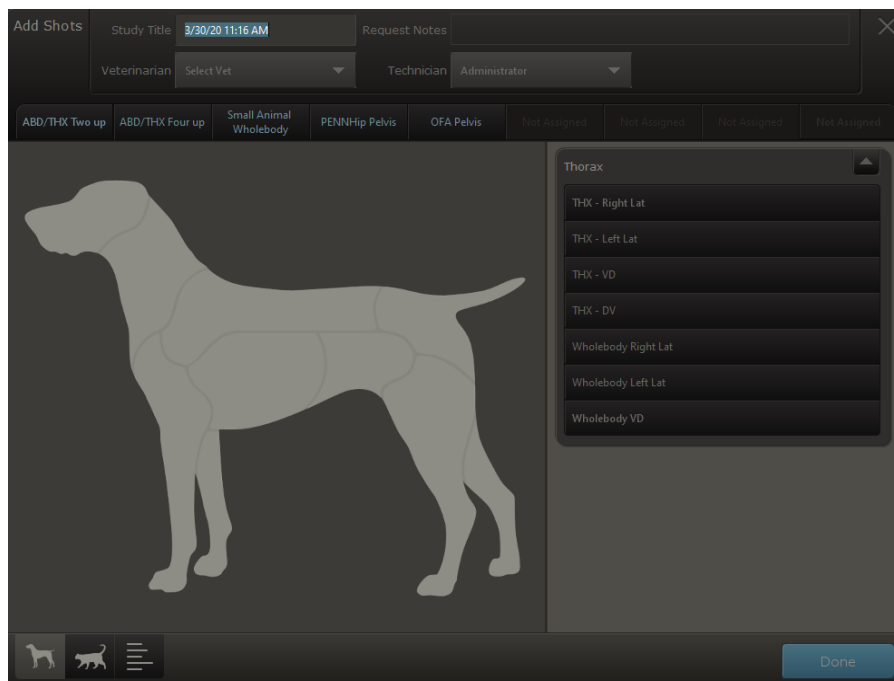 Add Shots
Study Title
3/30/20 11:16 AM
Request Notes
Veterinarian
Select Vet
Technician
Administrator
ABD/THX Two up
ABD/THX Four up
Small Animal
Wholebody
PENNHip Pelvis
OFA Pelvis
Not Assigned
Not Assigned
Not Assigned
Not Assigned
Thorax
THX - Right Lat
THX - Left Lat
THX - VD
THX - DV
Wholebody Right Lat
Wholebody Left Lat
Wholebody VD
Done